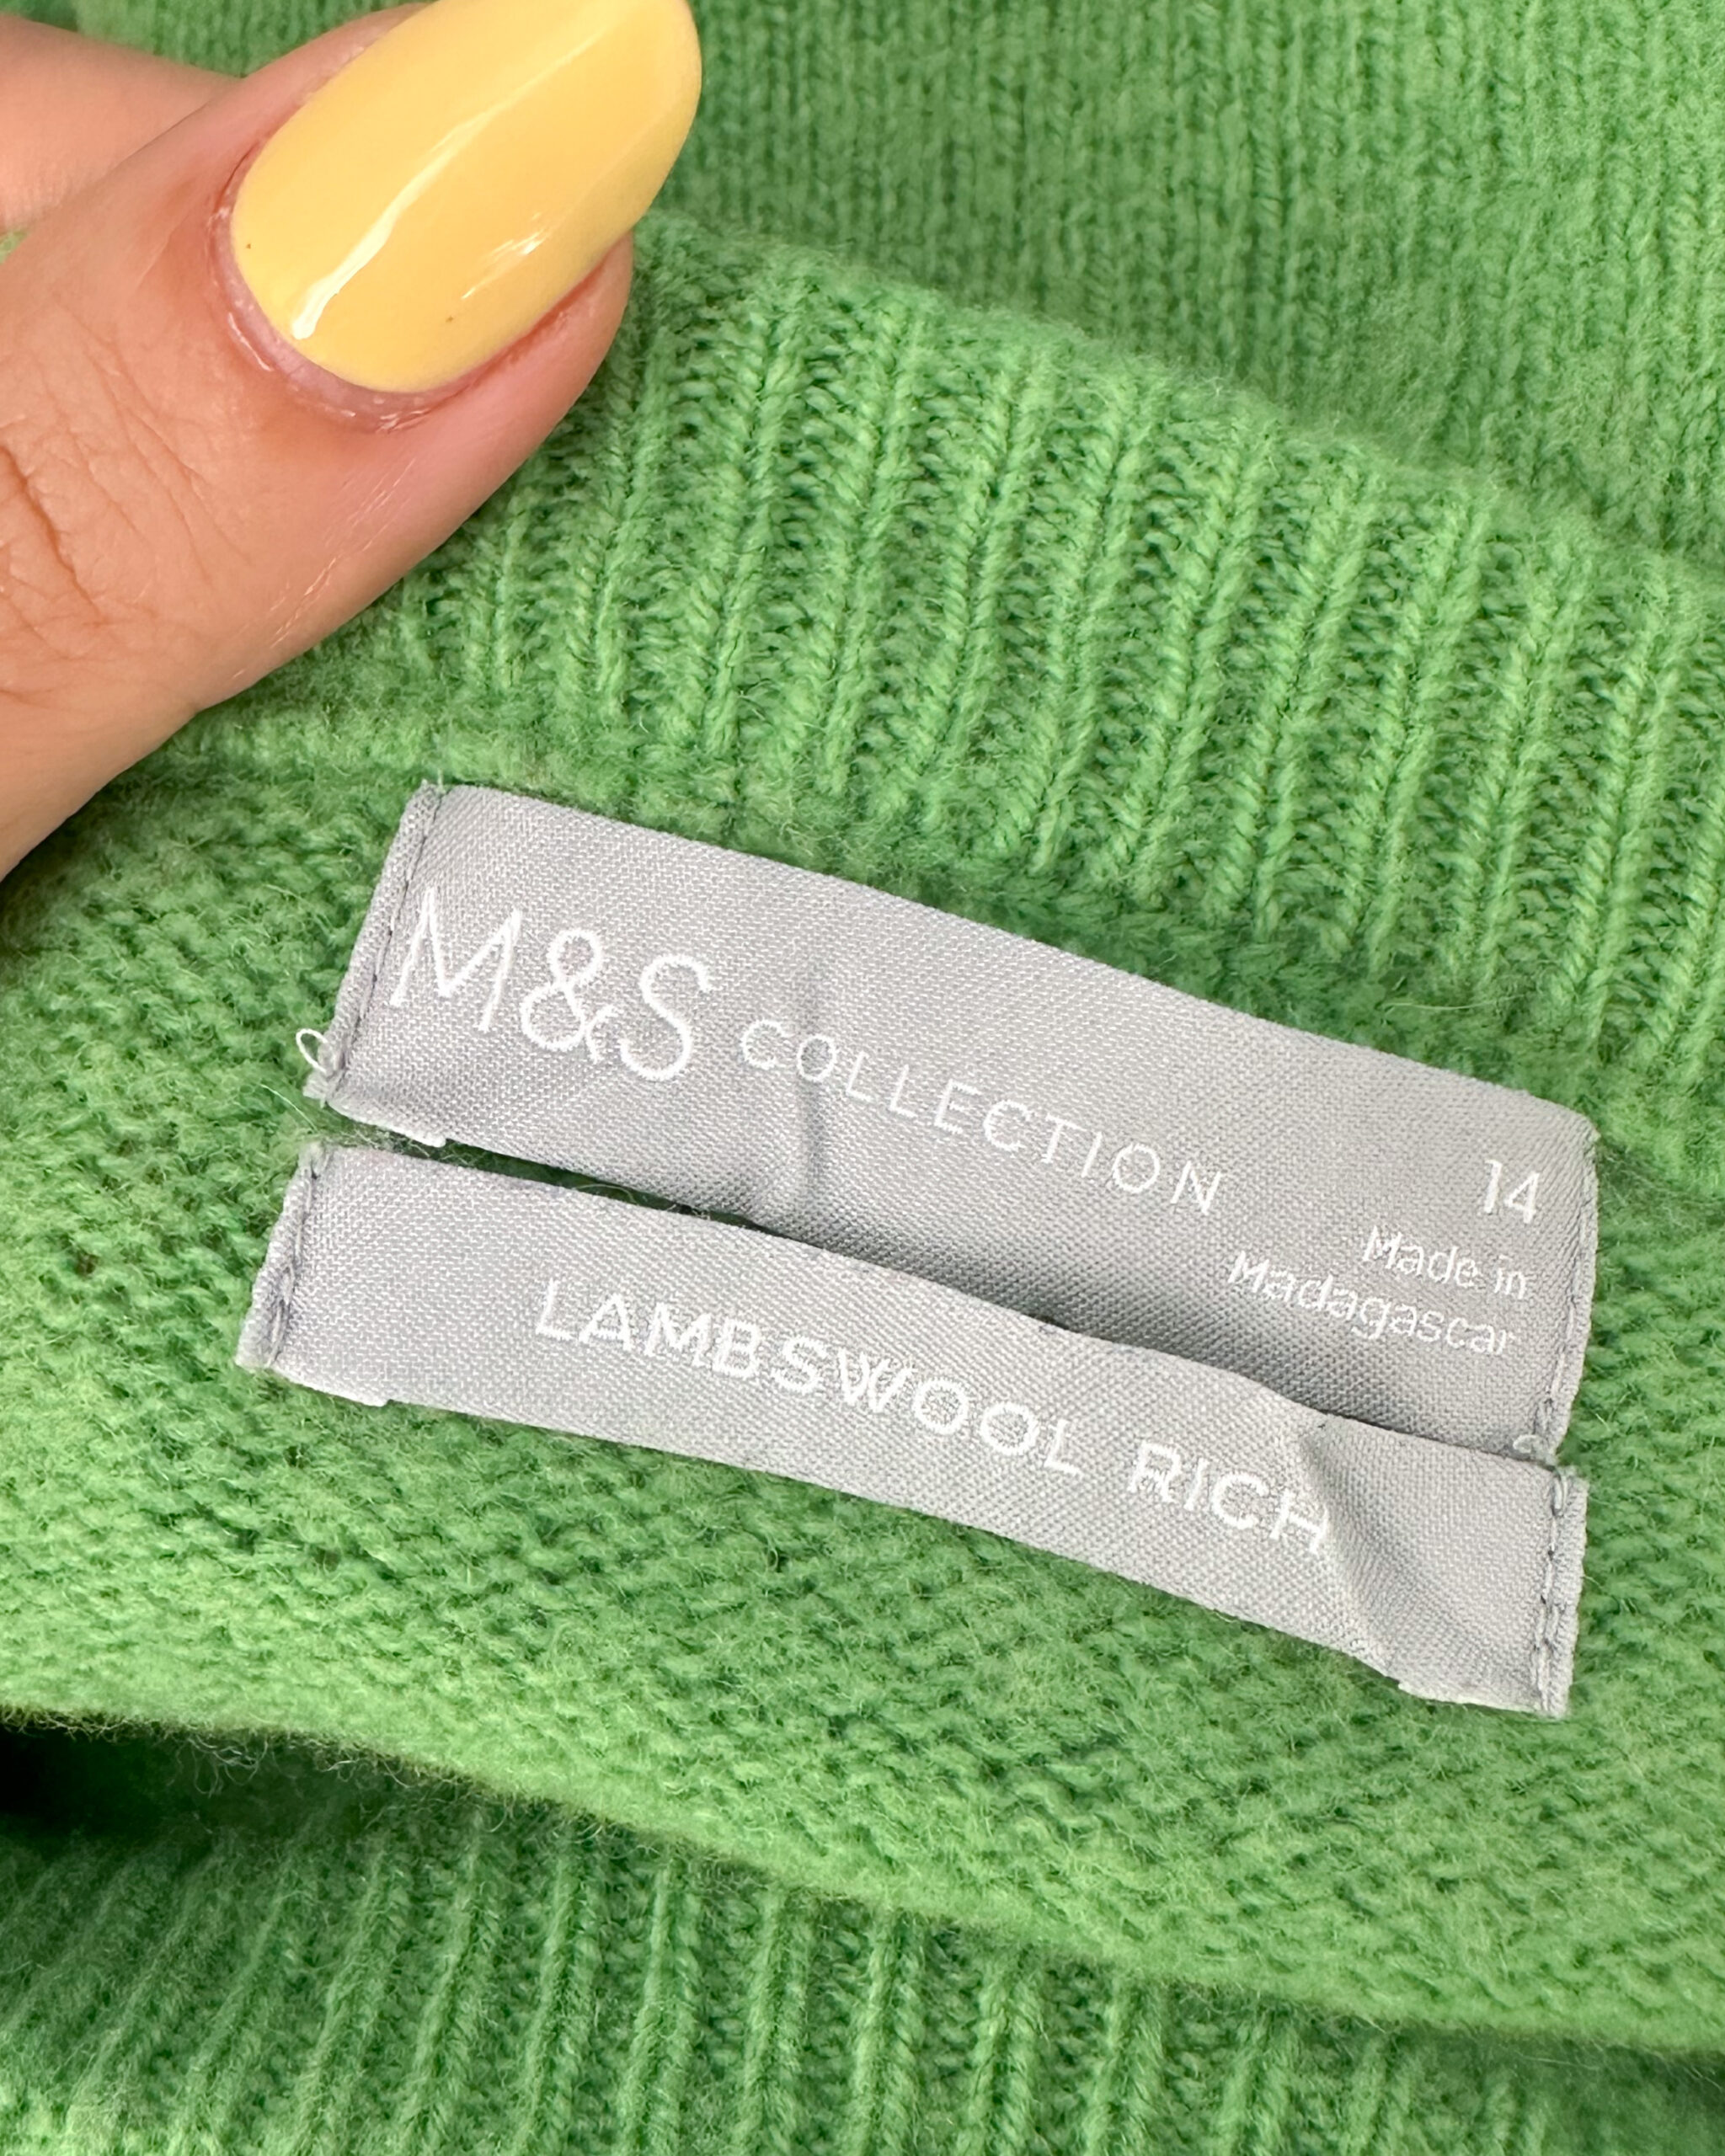 M&S COLLECTION
14
Made in
Madagascar
LAMBSWOOL RICH